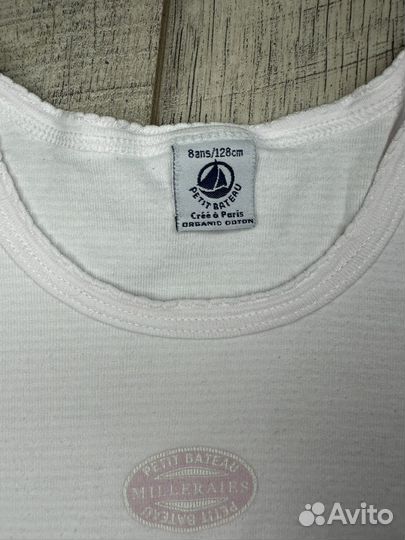 8ans/128cm
PETIT BATEAU
Créé à Paris
ORGANIC COTON
PETIT BATEAU
MILLERAIES
PETIT BATEAU
Avito